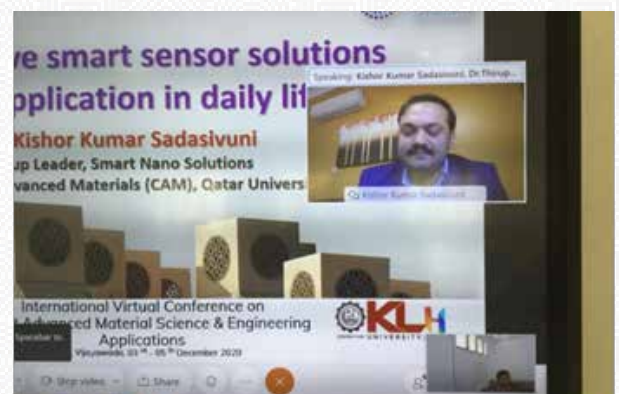 ve smart sensor solutions
pplication in daily lif
Speaking: Kishor Kumar Sadasivuni, Dr.Thirup...
Kishor Kumar Sadasivuni
up Leader, Smart Nano Solutions
vanced Materials (CAM), Qatar Univers
Kishor Kumar Sadasivuni
International Virtual Conference on
Advanced Material Science & Engineering
Applications
Vijayawada, 03 - 05 December 2020
KLH
UNIVERSITY
Stop video
Share